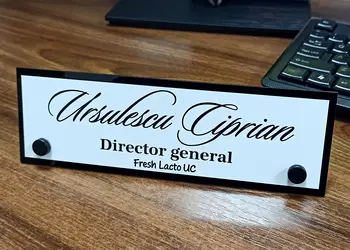 Ursulescu Ciprian
Director general
Fresh Lacto UC